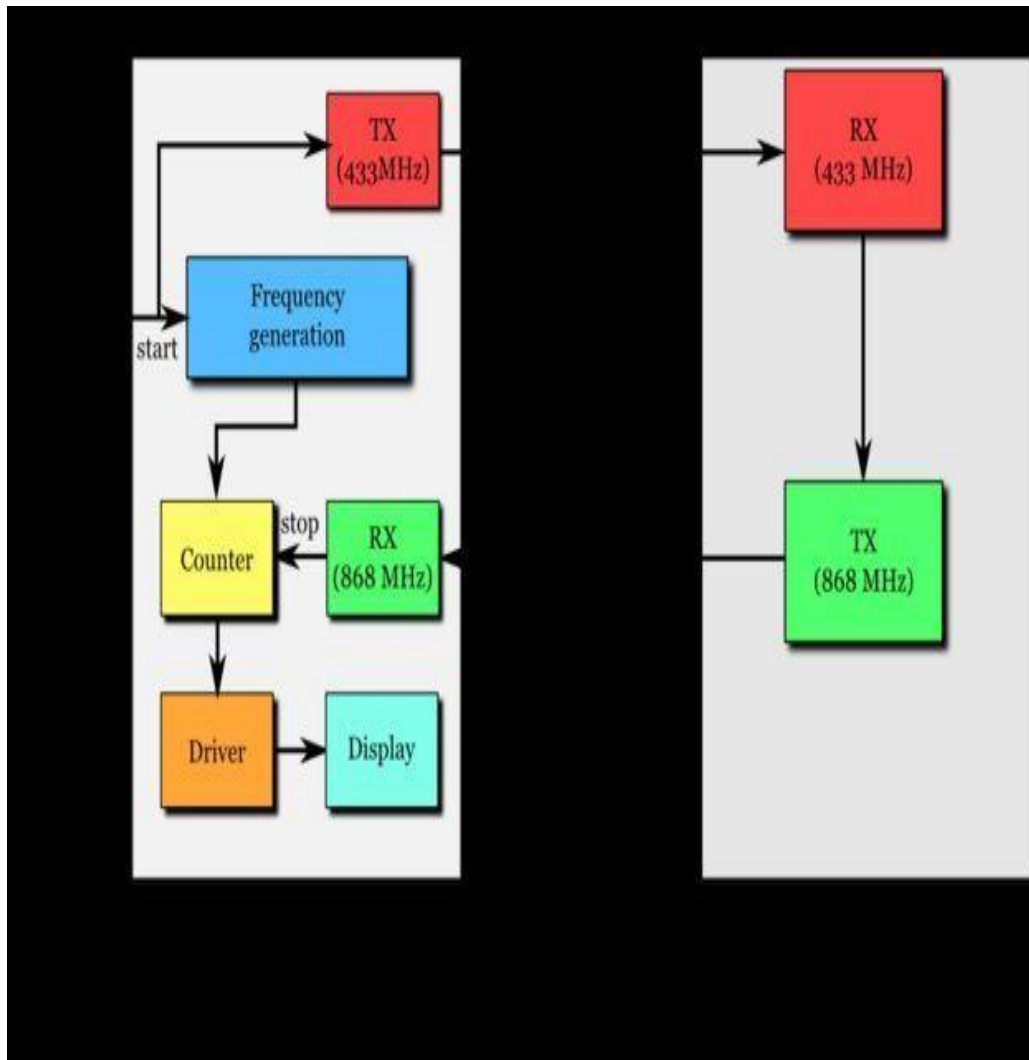 TX
(433MHz)
RX
(433 MHz)
Frequency
generation
start
Counter
stop
RX
(868 MHz)
TX
(868 MHz)
Driver
Display